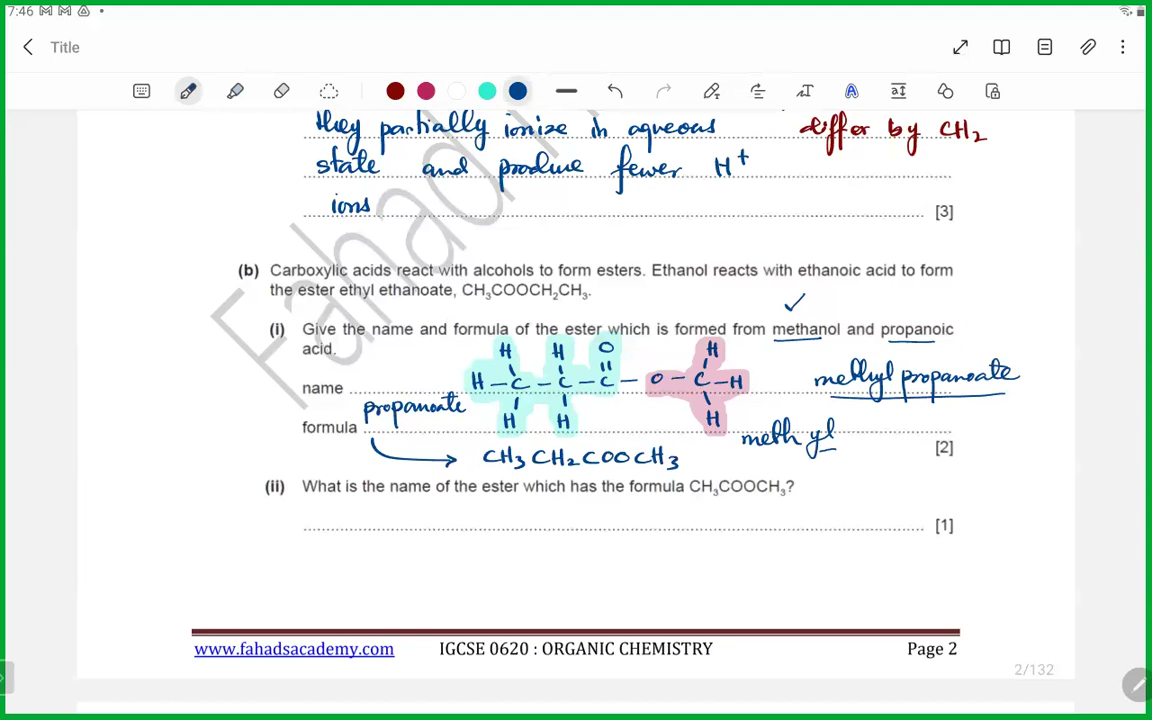 7:46
Title
they partially ionize in aqueous
differ by CH₂
state and produce fewer H⁺
ions [3]
Fahad
(b) Carboxylic acids react with alcohols to form esters. Ethanol reacts with ethanoic acid to form
the ester ethyl ethanoate, CH₃COOCH₂CH₃.
(i) Give the name and formula of the ester which is formed from methanol and propanoic
acid.
H H O H
name H – C – C – C – O – C – H methyl propanoate
propanoate
formula H H H
methyl [2]
CH₃CH₂COOCH₃
(ii) What is the name of the ester which has the formula CH₃COOCH₃?
[1]
www.fahadsacademy.com IGCSE 0620 : ORGANIC CHEMISTRY Page 2
2/132